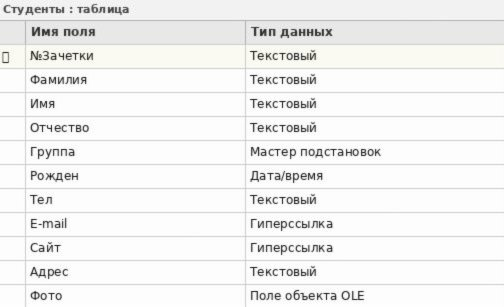 Студенты : таблица
Имя поля Тип данных
№Зачетки Текстовый
Фамилия Текстовый
Имя Текстовый
Отчество Текстовый
Группа Мастер подстановок
Рожден Дата/время
Тел Текстовый
E-mail Гиперссылка
Сайт Гиперссылка
Адрес Текстовый
Фото Поле объекта OLE